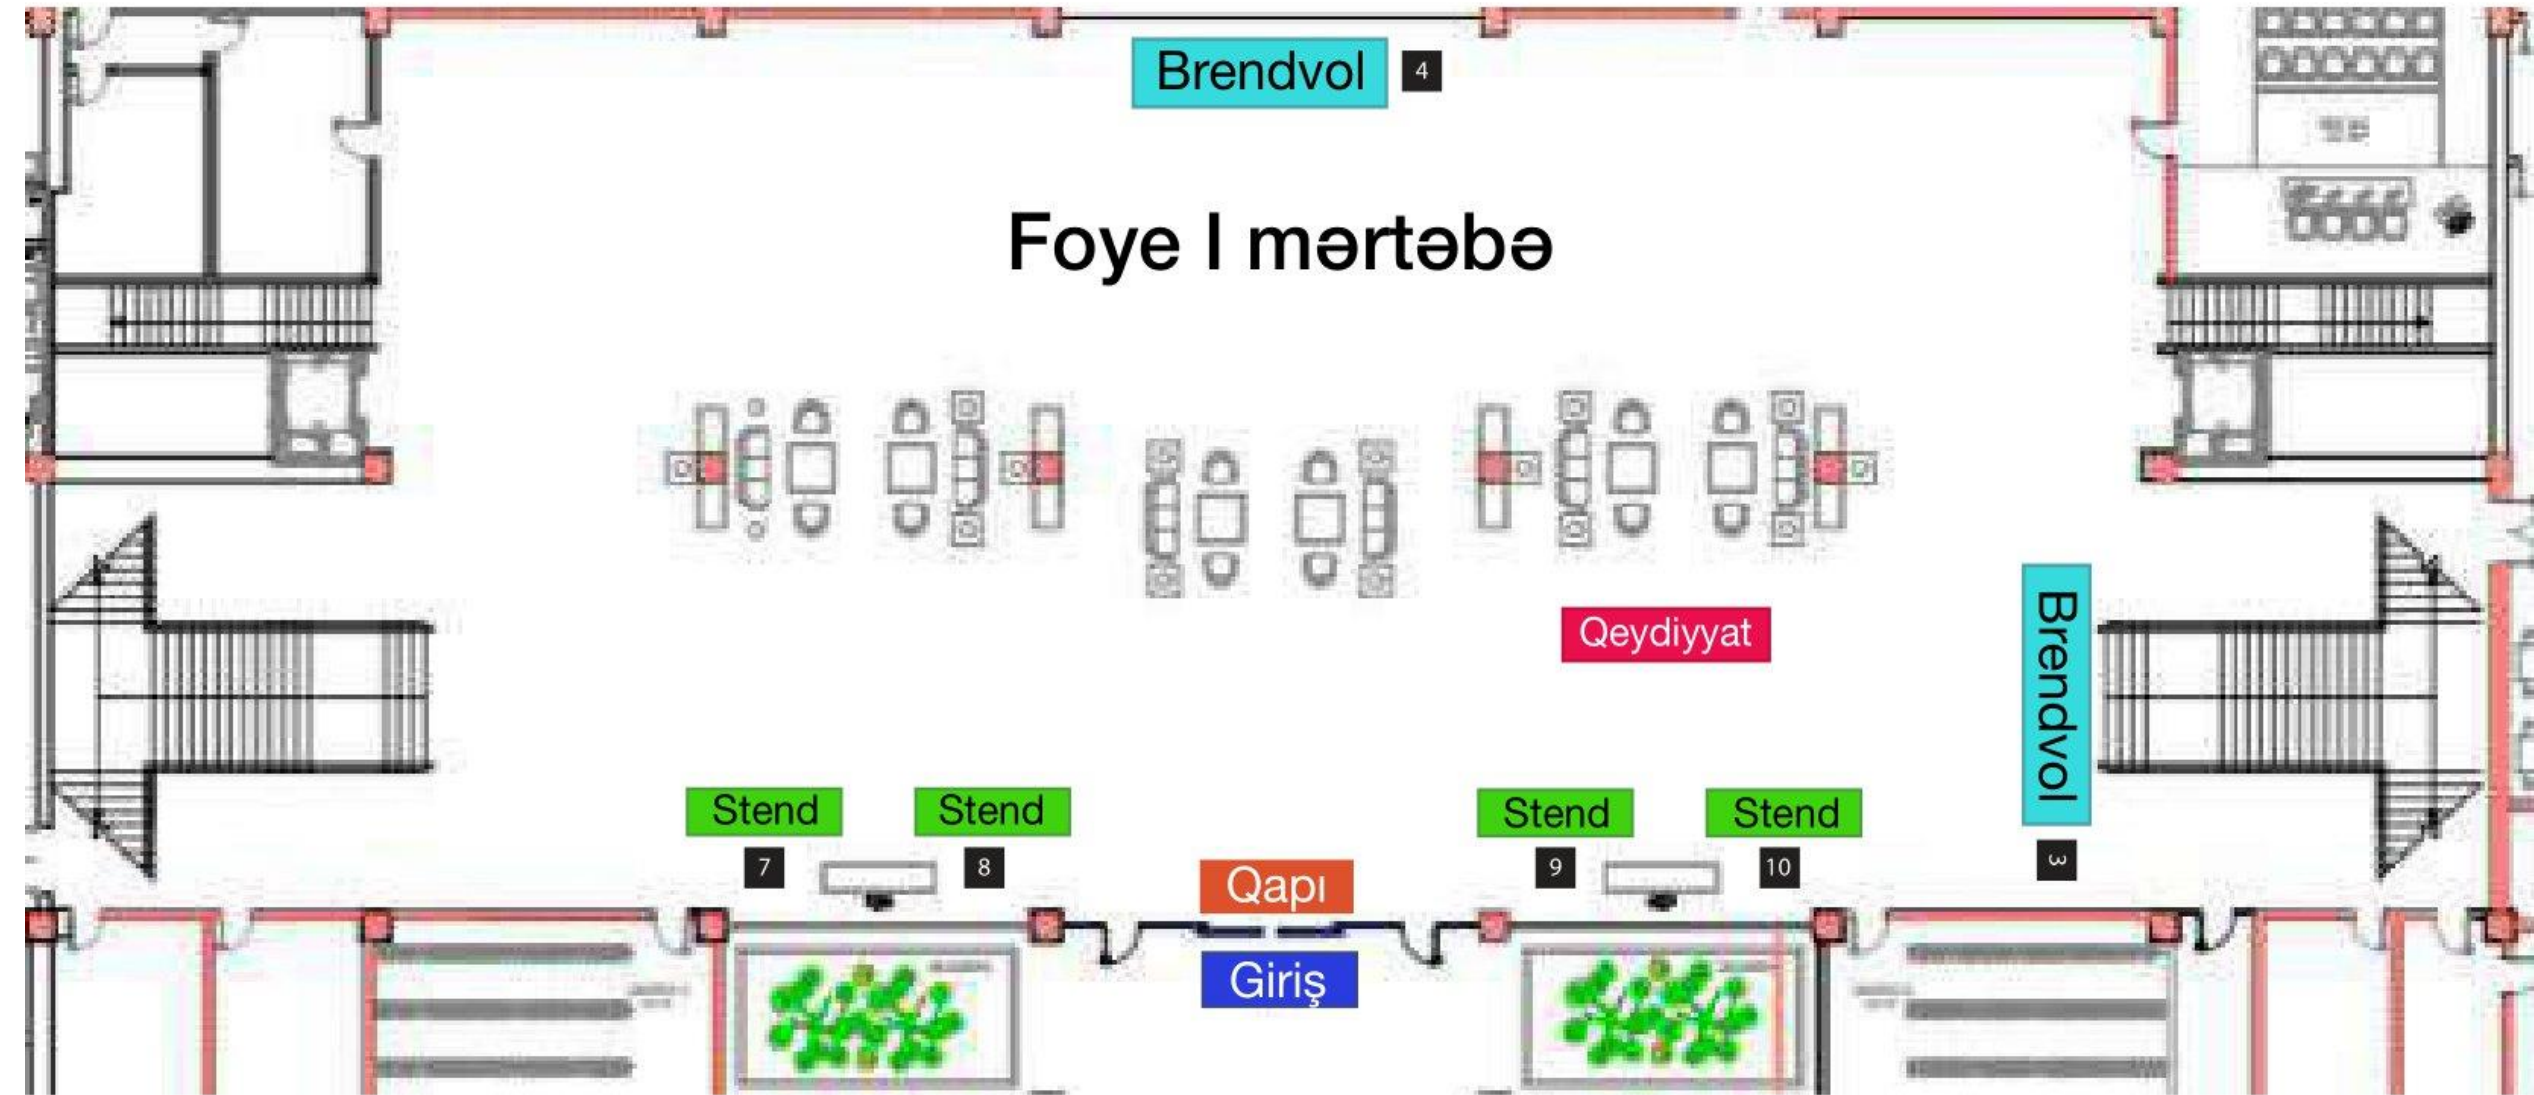 Brendvol 4
Foye I mərtəbə
Qeydiyyat
Brendvol
3
Stend Stend Stend Stend
7 8 9 10
Qapı
Giriş